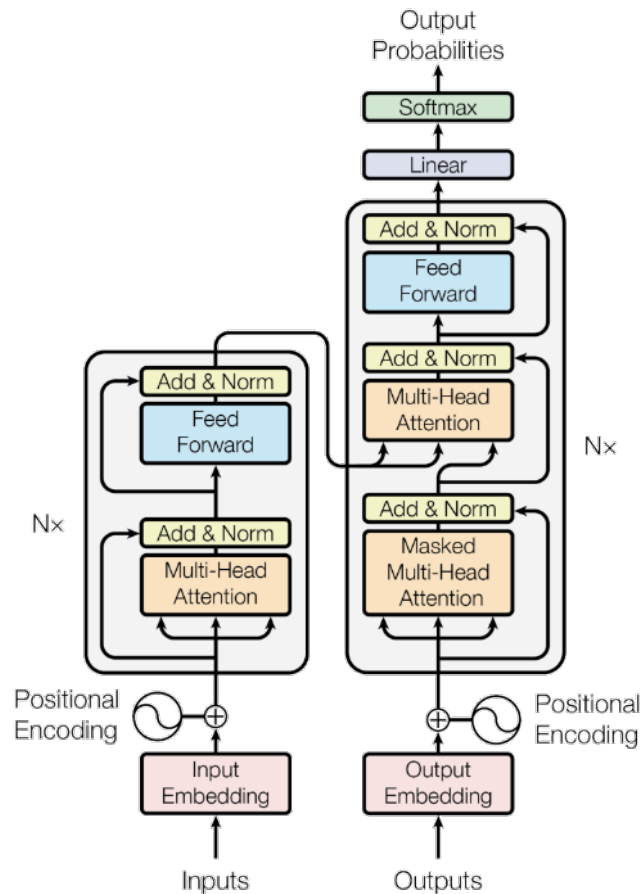 Output
Probabilities
Softmax
Linear
Add & Norm
Feed
Forward
Add & Norm
Multi-Head
Attention
Add & Norm
Masked
Multi-Head
Attention
N×
Positional
Encoding
Output
Embedding
Outputs
Add & Norm
Feed
Forward
Add & Norm
Multi-Head
Attention
N×
Positional
Encoding
Input
Embedding
Inputs